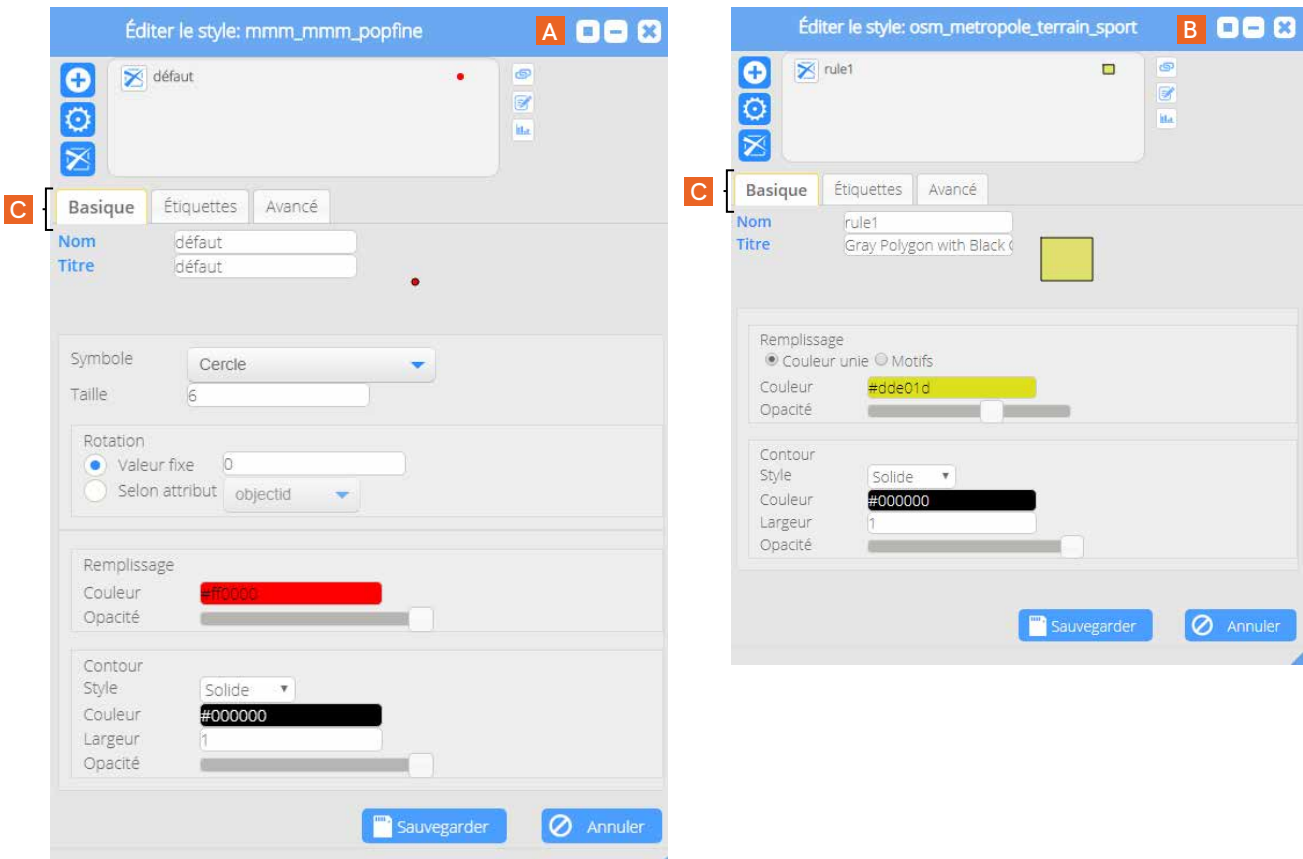 Éditer le style: mmm_mmm_popfine
A
défaut
C
Basique
Étiquettes
Avancé
Nom
défaut
Titre
défaut
Symbole
Cercle
Taille
6
Rotation
Valeur fixe
0
Selon attribut
objectid
Remplissage
Couleur
#ff0000
Opacité
Contour
Style
Solide
Couleur
#000000
Largeur
1
Opacité
Sauvegarder
Annuler
Éditer le style: osm_metropole_terrain_sport
B
rule1
C
Basique
Étiquettes
Avancé
Nom
rule1
Titre
Gray Polygon with Black
Remplissage
Couleur unie
Motifs
Couleur
#dde01d
Opacité
Contour
Style
Solide
Couleur
#000000
Largeur
1
Opacité
Sauvegarder
Annuler